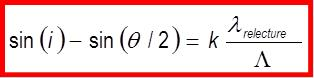 sin (i) − sin (θ / 2) = k λrelecture / Λ